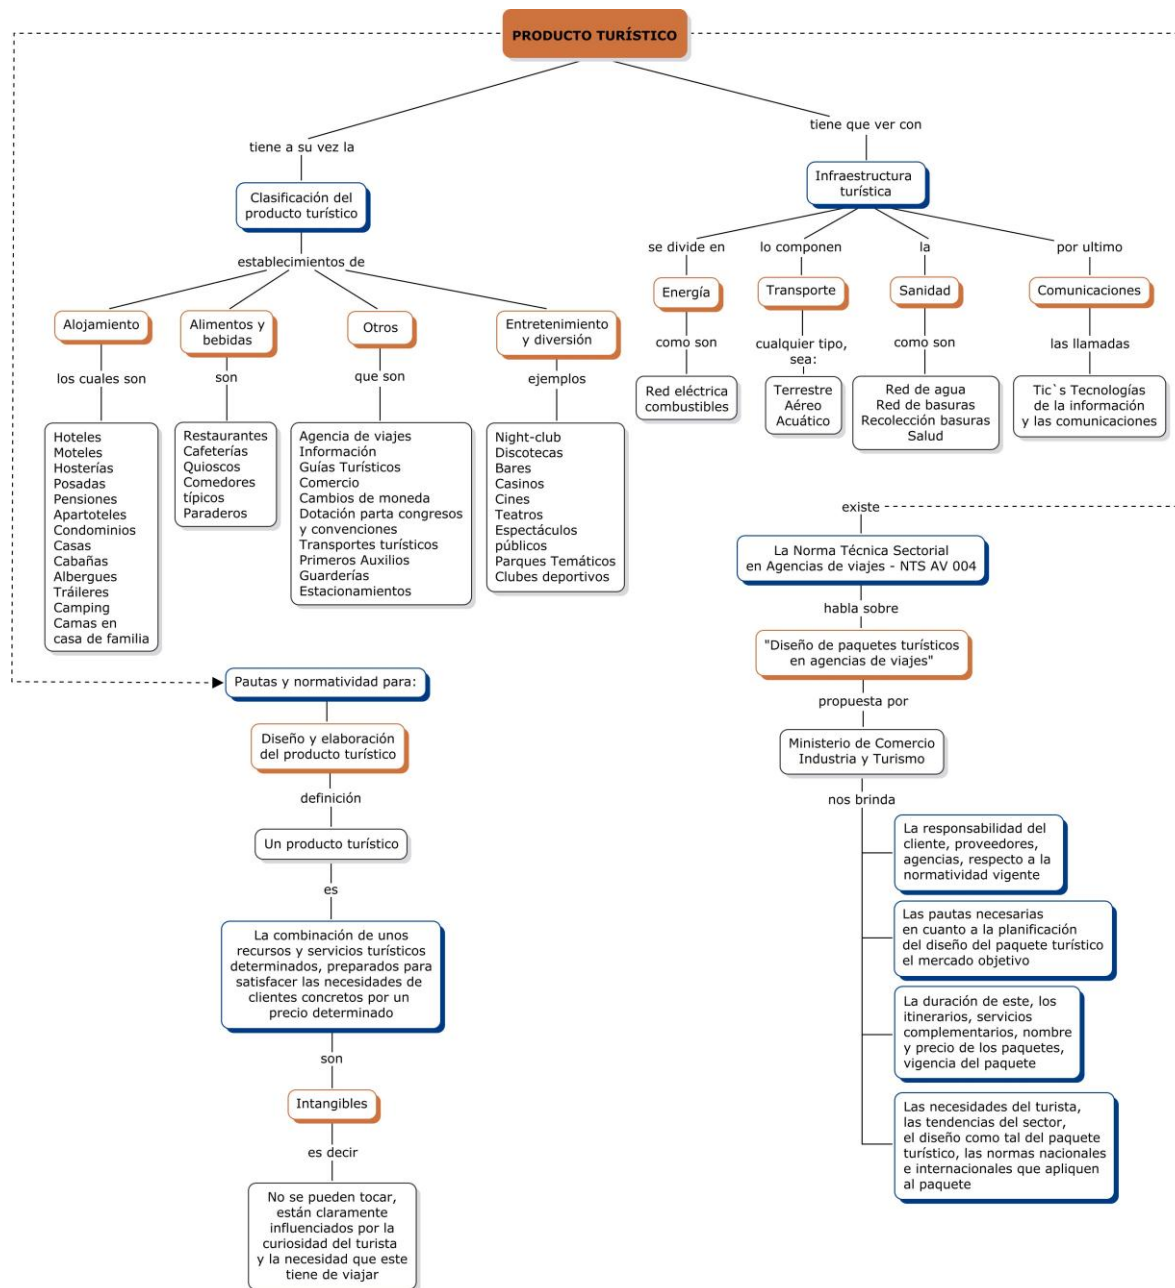 PRODUCTO TURÍSTICO
tiene a su vez la
Clasificación del
producto turístico
establecimientos de
Alojamiento
los cuales son
Hoteles
Moteles
Hosterías
Posadas
Pensiones
Apartoteles
Condominios
Casas
Cabañas
Albergues
Tráileres
Camping
Camas en
casa de familia
Alimentos y
bebidas
son
Restaurantes
Cafeterías
Quioscos
Comedores
típicos
Paraderos
Otros
que son
Agencia de viajes
Información
Guías Turísticos
Comercio
Cambios de moneda
Dotación parta congresos
y convenciones
Transportes turísticos
Primeros Auxilios
Guarderías
Estacionamientos
Entretenimiento
y diversión
ejemplos
Night-club
Discotecas
Bares
Casinos
Cines
Teatros
Espectáculos
públicos
Parques Temáticos
Clubes deportivos
tiene que ver con
Infraestructura
turística
se divide en
Energía
como son
Red eléctrica
combustibles
lo componen
Transporte
cualquier tipo,
sea:
Terrestre
Aéreo
Acuático
la
Sanidad
como son
Red de agua
Red de basuras
Recolección basuras
Salud
por ultimo
Comunicaciones
las llamadas
Tic`s Tecnologías
de la información
y las comunicaciones
Pautas y normatividad para:
Diseño y elaboración
del producto turístico
definición
Un producto turístico
es
La combinación de unos
recursos y servicios turísticos
determinados, preparados para
satisfacer las necesidades de
clientes concretos por un
precio determinado
son
Intangibles
es decir
No se pueden tocar,
están claramente
influenciados por la
curiosidad del turista
y la necesidad que este
tiene de viajar
existe
La Norma Técnica Sectorial
en Agencias de viajes - NTS AV 004
habla sobre
"Diseño de paquetes turísticos
en agencias de viajes"
propuesta por
Ministerio de Comercio
Industria y Turismo
nos brinda
La responsabilidad del
cliente, proveedores,
agencias, respecto a la
normatividad vigente
Las pautas necesarias
en cuanto a la planificación
del diseño del paquete turístico
el mercado objetivo
La duración de este, los
itinerarios, servicios
complementarios, nombre
y precio de los paquetes,
vigencia del paquete
Las necesidades del turista,
las tendencias del sector,
el diseño como tal del paquete
turístico, las normas nacionales
e internacionales que apliquen
al paquete